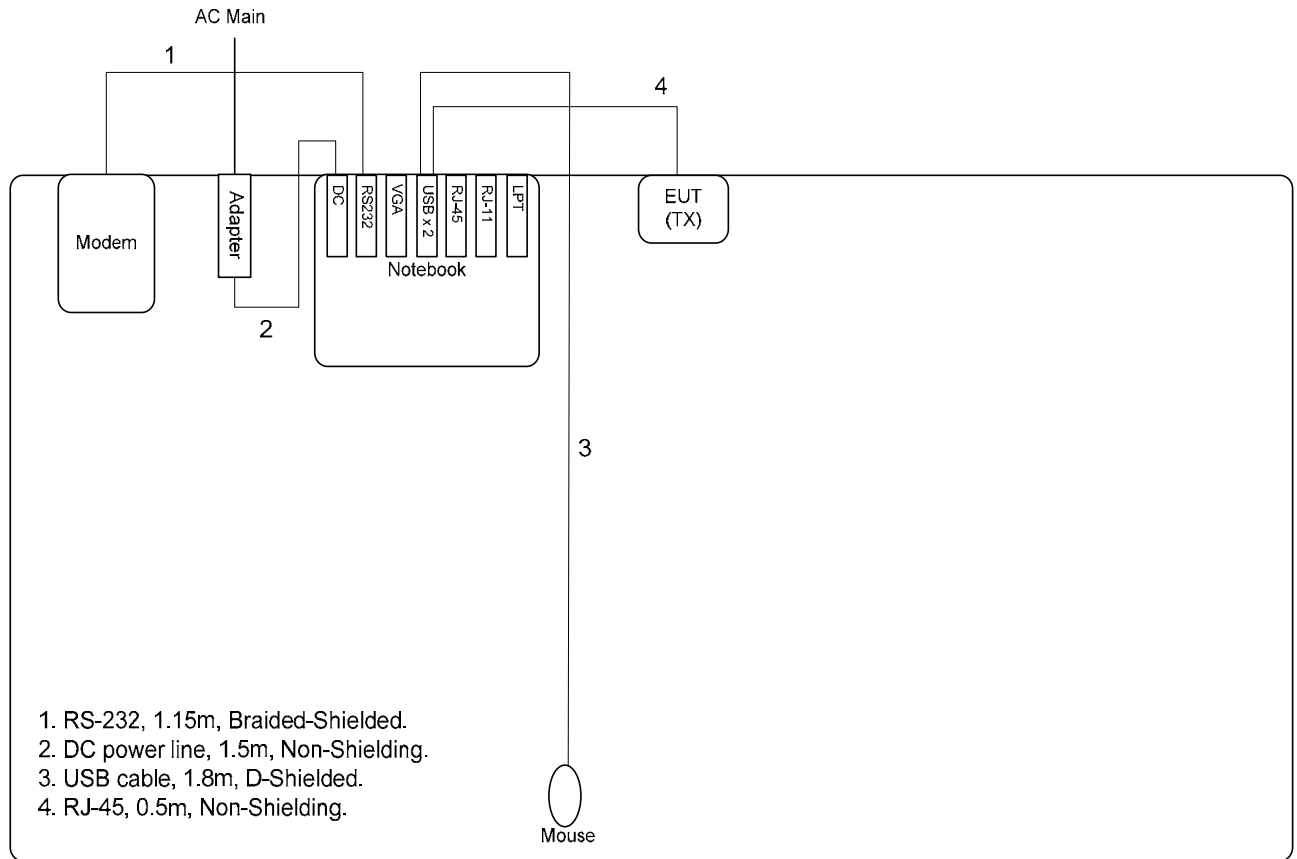 AC Main
1
4
Modem
Adapter
DC
RS232
VGA
USB x 2
RJ-45
RJ-11
LPT
Notebook
EUT
(TX)
2
3
1. RS-232, 1.15m, Braided-Shielded.
2. DC power line, 1.5m, Non-Shielding.
3. USB cable, 1.8m, D-Shielded.
4. RJ-45, 0.5m, Non-Shielding.
Mouse